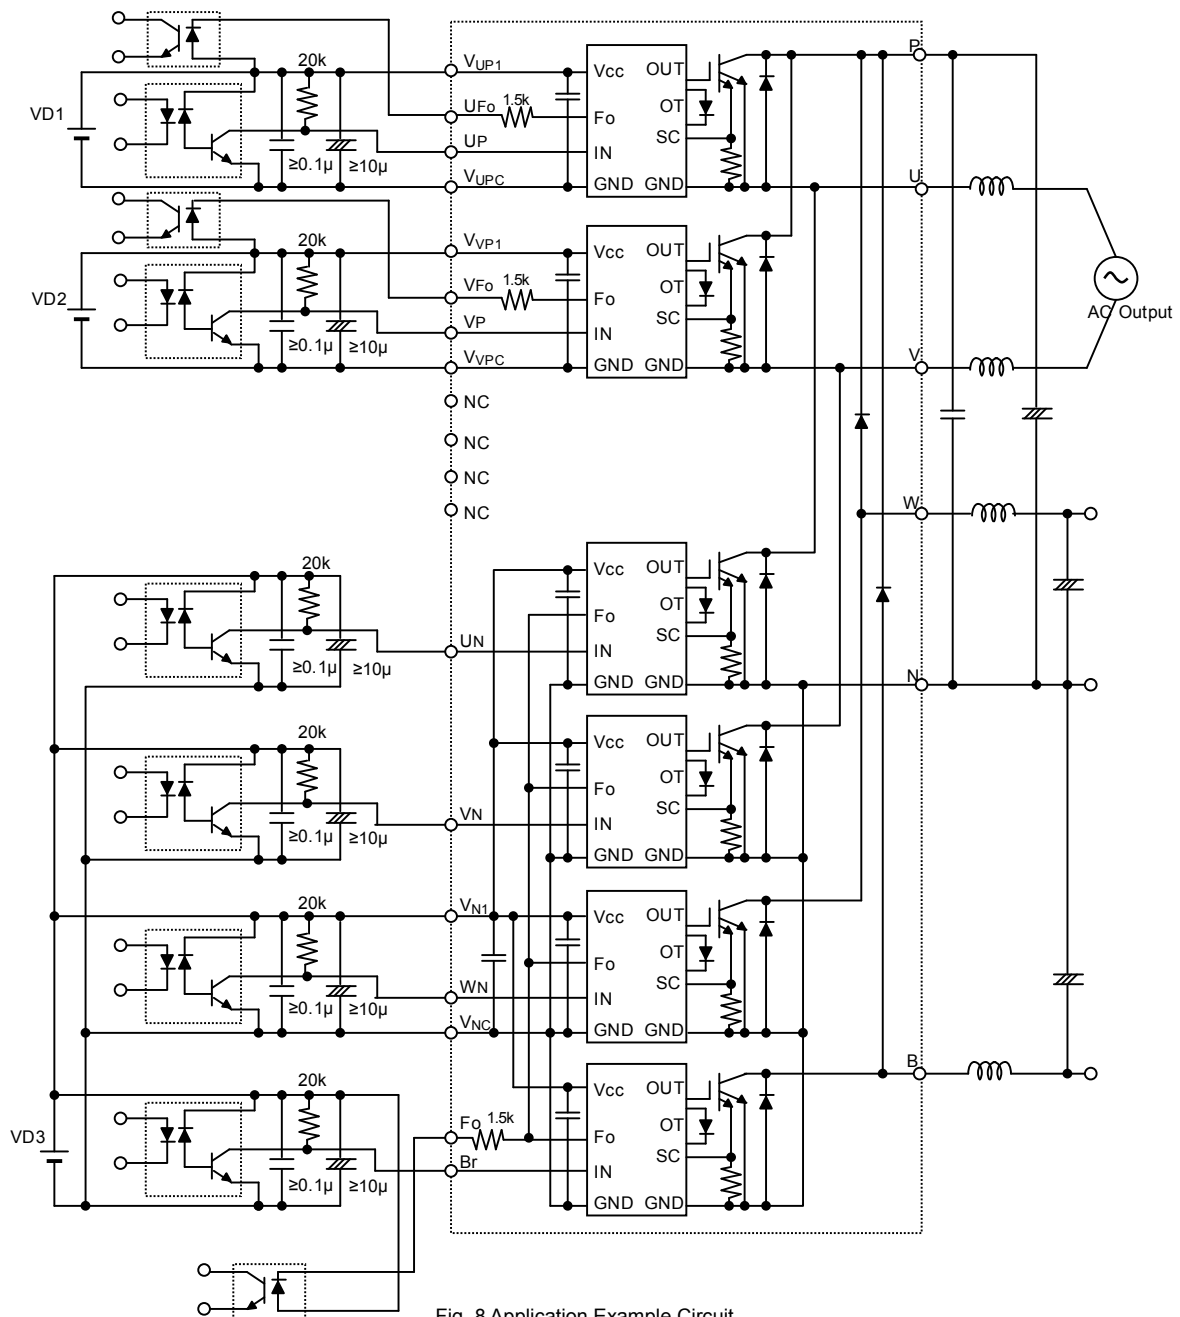 20k
VD1
≥0.1μ
≥10μ
VUP1
UFo
1.5k
UP
VUPC
Vcc
Fo
IN
GND
OUT
OT
SC
GND
P
U
20k
VD2
≥0.1μ
≥10μ
VVP1
VFo
1.5k
VP
VVPC
Vcc
Fo
IN
GND
OUT
OT
SC
GND
V
AC Output
NC
NC
NC
NC
W
20k
≥0.1μ
≥10μ
UN
Vcc
Fo
IN
GND
OUT
OT
SC
GND
N
20k
≥0.1μ
≥10μ
VN
Vcc
Fo
IN
GND
OUT
OT
SC
GND
20k
≥0.1μ
≥10μ
VN1
WN
VNC
Vcc
Fo
IN
GND
OUT
OT
SC
GND
B
20k
VD3
≥0.1μ
≥10μ
Fo
1.5k
Br
Vcc
Fo
IN
GND
OUT
OT
SC
GND
Fig. 8 Application Example Circuit